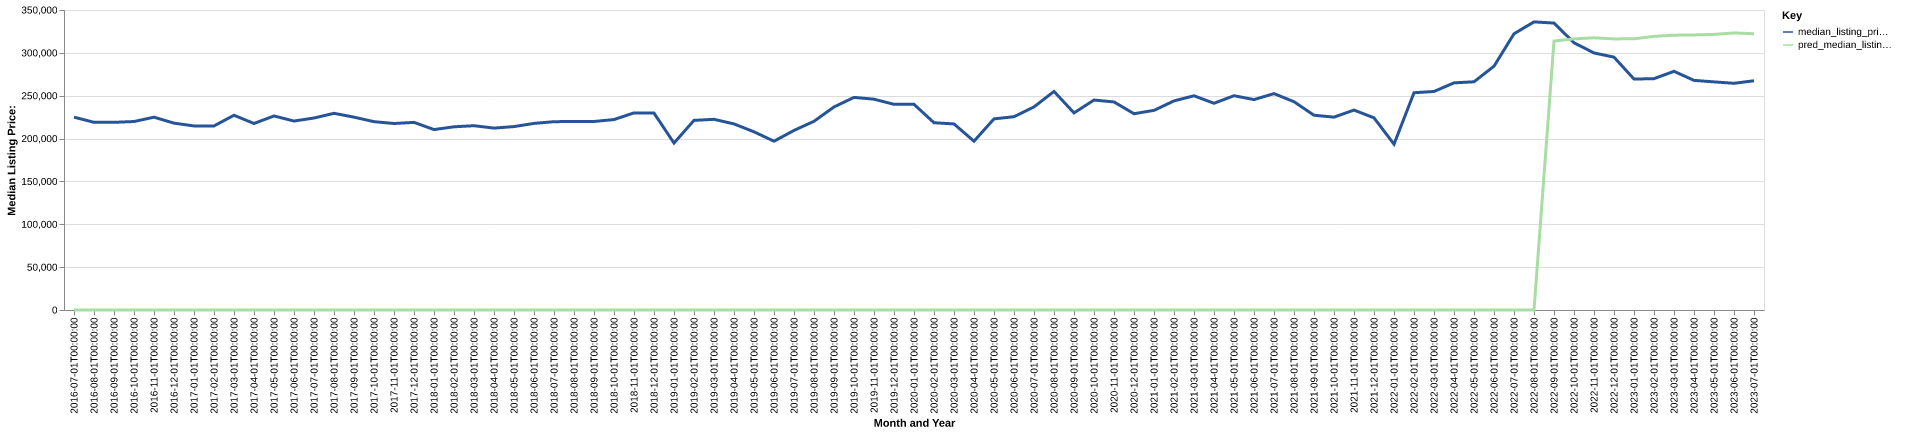 350,000
300,000
250,000
200,000
150,000
100,000
50,000
0
Median Listing Price:
2016-07-01T00:00:00
2016-08-01T00:00:00
2016-09-01T00:00:00
2016-10-01T00:00:00
2016-11-01T00:00:00
2016-12-01T00:00:00
2017-01-01T00:00:00
2017-02-01T00:00:00
2017-03-01T00:00:00
2017-04-01T00:00:00
2017-05-01T00:00:00
2017-06-01T00:00:00
2017-07-01T00:00:00
2017-08-01T00:00:00
2017-09-01T00:00:00
2017-10-01T00:00:00
2017-11-01T00:00:00
2017-12-01T00:00:00
2018-01-01T00:00:00
2018-02-01T00:00:00
2018-03-01T00:00:00
2018-04-01T00:00:00
2018-05-01T00:00:00
2018-06-01T00:00:00
2018-07-01T00:00:00
2018-08-01T00:00:00
2018-09-01T00:00:00
2018-10-01T00:00:00
2018-11-01T00:00:00
2018-12-01T00:00:00
2019-01-01T00:00:00
2019-02-01T00:00:00
2019-03-01T00:00:00
2019-04-01T00:00:00
2019-05-01T00:00:00
2019-06-01T00:00:00
2019-07-01T00:00:00
2019-08-01T00:00:00
2019-09-01T00:00:00
2019-10-01T00:00:00
2019-11-01T00:00:00
2019-12-01T00:00:00
2020-01-01T00:00:00
2020-02-01T00:00:00
2020-03-01T00:00:00
2020-04-01T00:00:00
2020-05-01T00:00:00
2020-06-01T00:00:00
2020-07-01T00:00:00
2020-08-01T00:00:00
2020-09-01T00:00:00
2020-10-01T00:00:00
2020-11-01T00:00:00
2020-12-01T00:00:00
2021-01-01T00:00:00
2021-02-01T00:00:00
2021-03-01T00:00:00
2021-04-01T00:00:00
2021-05-01T00:00:00
2021-06-01T00:00:00
2021-07-01T00:00:00
2021-08-01T00:00:00
2021-09-01T00:00:00
2021-10-01T00:00:00
2021-11-01T00:00:00
2021-12-01T00:00:00
2022-01-01T00:00:00
2022-02-01T00:00:00
2022-03-01T00:00:00
2022-04-01T00:00:00
2022-05-01T00:00:00
2022-06-01T00:00:00
2022-07-01T00:00:00
2022-08-01T00:00:00
2022-09-01T00:00:00
2022-10-01T00:00:00
2022-11-01T00:00:00
2022-12-01T00:00:00
2023-01-01T00:00:00
2023-02-01T00:00:00
2023-03-01T00:00:00
2023-04-01T00:00:00
2023-05-01T00:00:00
2023-06-01T00:00:00
2023-07-01T00:00:00
Month and Year
Key
median_listing_pri…
pred_median_listin…